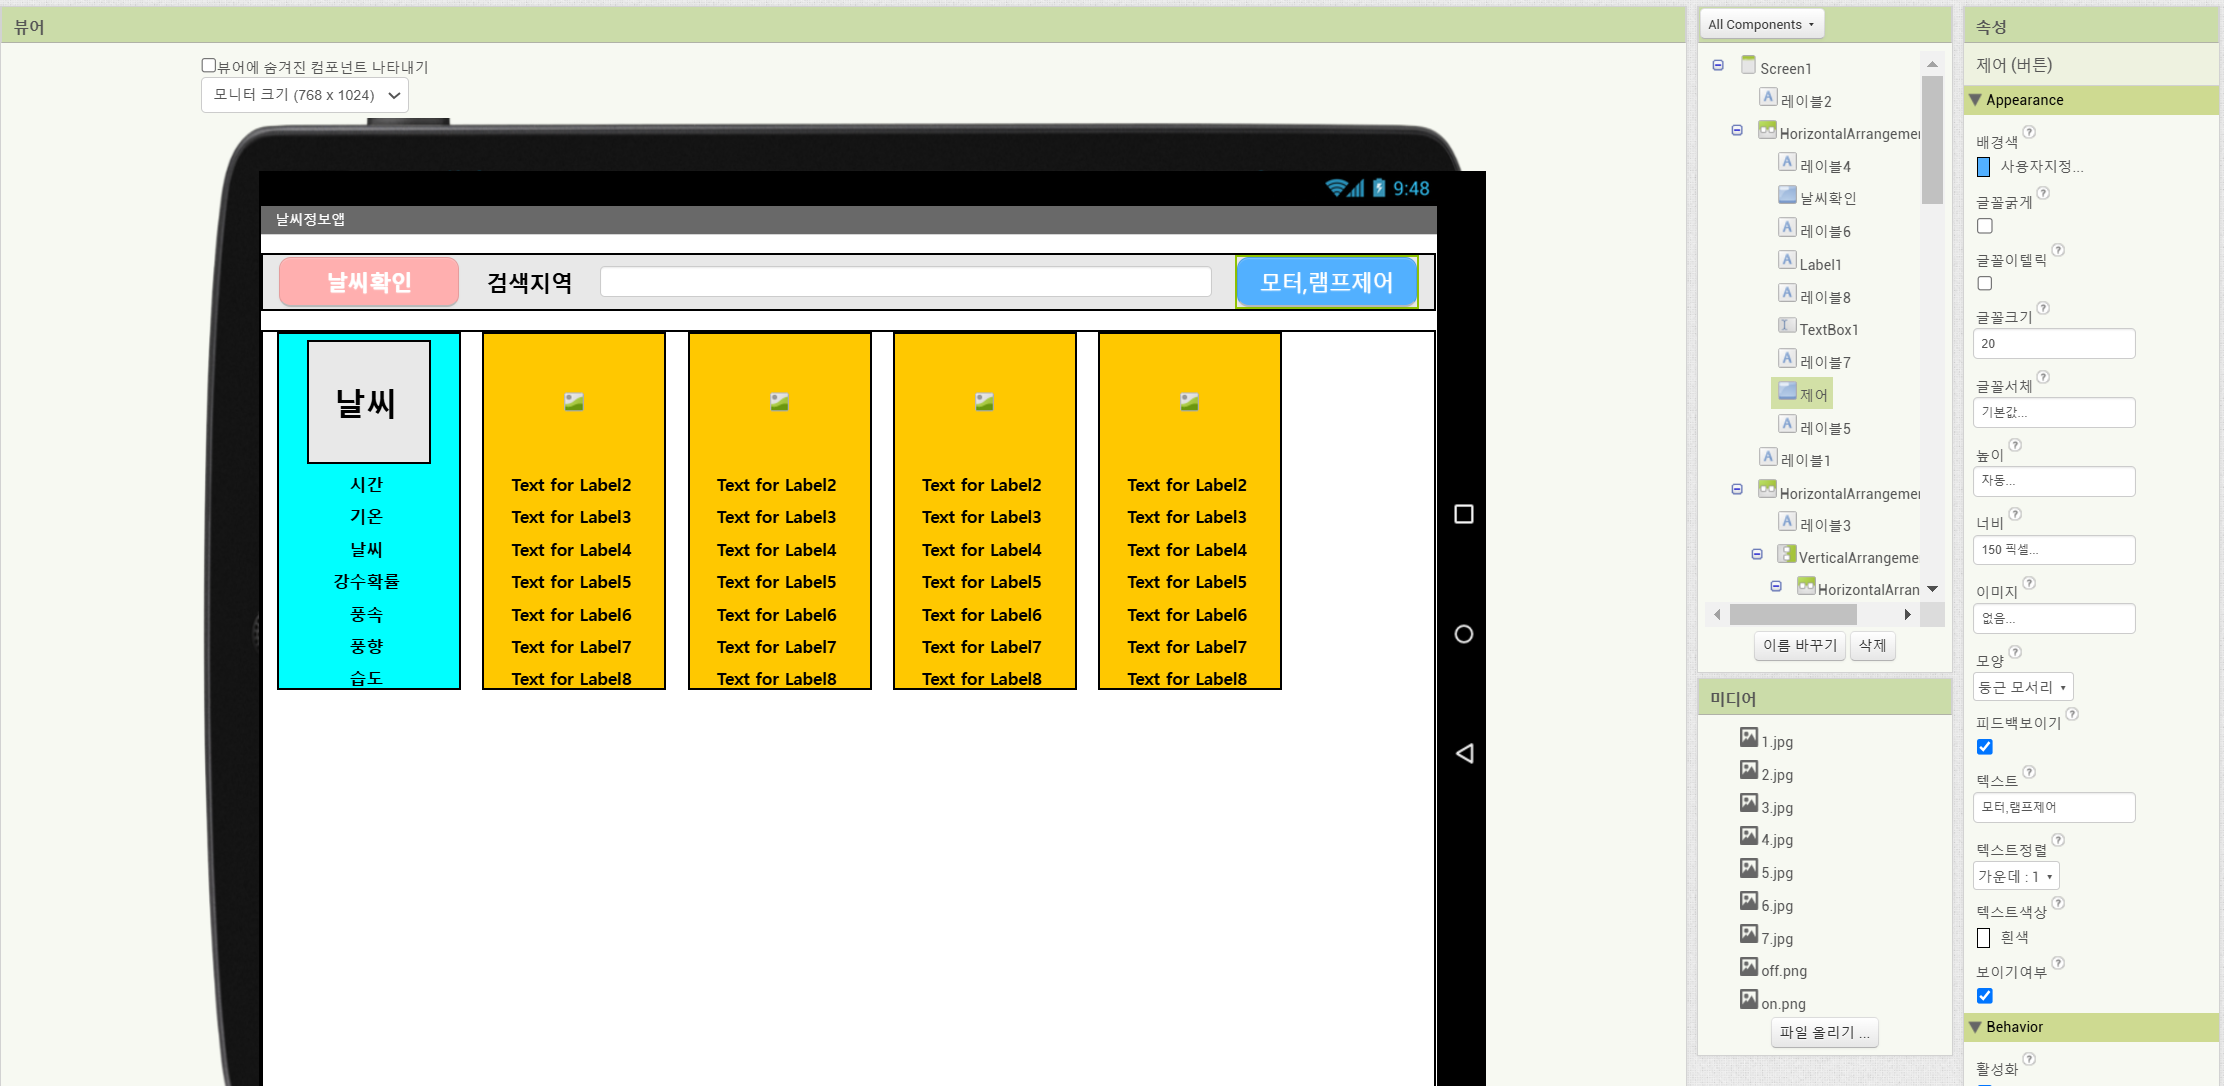 뷰어
뷰어에 숨겨진 컴포넌트 나타내기
모니터 크기 (768 x 1024)
9:48
날씨정보앱
날씨확인 검색지역 모터,램프제어
날씨
시간 Text for Label2 Text for Label2 Text for Label2 Text for Label2
기온 Text for Label3 Text for Label3 Text for Label3 Text for Label3
날씨 Text for Label4 Text for Label4 Text for Label4 Text for Label4
강수확률 Text for Label5 Text for Label5 Text for Label5 Text for Label5
풍속 Text for Label6 Text for Label6 Text for Label6 Text for Label6
풍향 Text for Label7 Text for Label7 Text for Label7 Text for Label7
습도 Text for Label8 Text for Label8 Text for Label8 Text for Label8
All Components
Screen1
레이블2
HorizontalArrangemer
레이블4
날씨확인
레이블6
Label1
레이블8
TextBox1
레이블7
제어
레이블5
레이블1
HorizontalArrangemer
레이블3
VerticalArrangeme
HorizontalArran
이름 바꾸기 삭제
미디어
1.jpg
2.jpg
3.jpg
4.jpg
5.jpg
6.jpg
7.jpg
off.png
on.png
파일 올리기 ...
속성
제어 (버튼)
Appearance
배경색 ?
사용자지정...
글꼴굵게 ?
글꼴이텔릭 ?
글꼴크기 ?
20
글꼴서체 ?
기본값...
높이 ?
자동...
너비 ?
150 픽셀...
이미지 ?
없음...
모양 ?
둥근 모서리
피드백보이기 ?
텍스트 ?
모터,램프제어
텍스트정렬 ?
가운데 : 1
텍스트색상 ?
흰색
보이기여부 ?
Behavior
활성화 ?